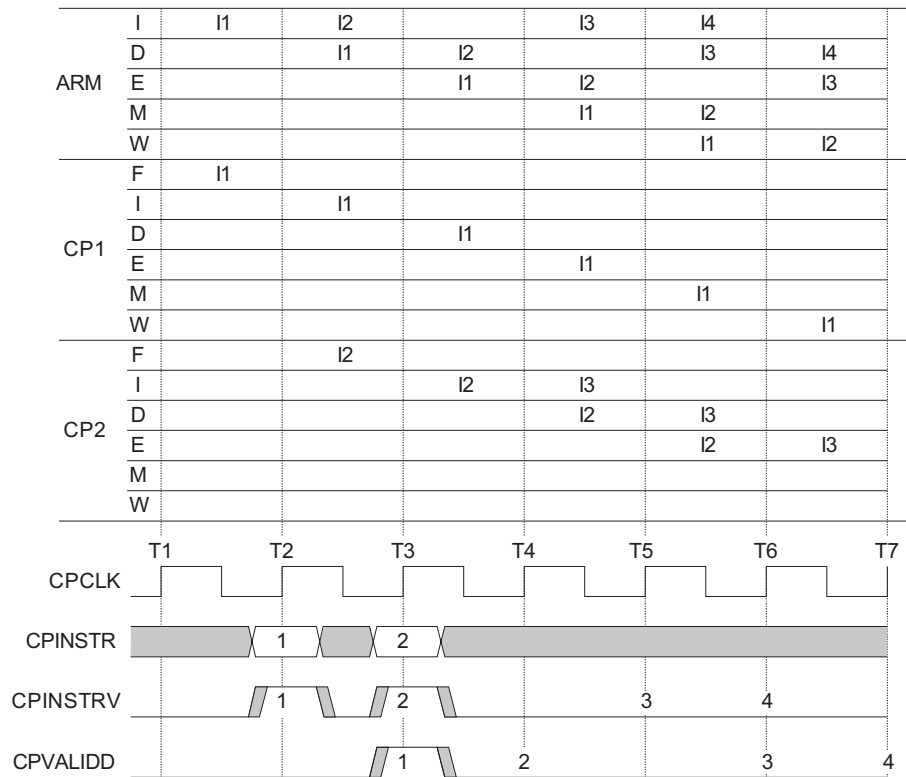 I I1 I2 I3 I4
D I1 I2 I3 I4
ARM E I1 I2 I3
M I1 I2
W I1 I2
F I1
I I1
D I1
CP1
E I1
M I1
W I1
F I2
I I2 I3
D I2 I3
CP2
E I2 I3
M
W
T1 T2 T3 T4 T5 T6 T7
CPCLK
CPINSTR 1 2
CPINSTRV 1 2 3 4
CPVALIDD 1 2 3 4